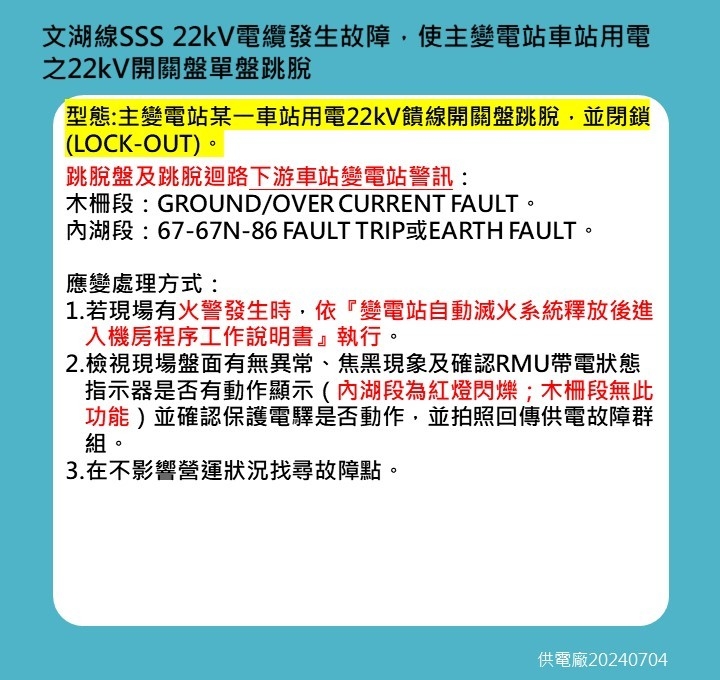 文湖線SSS 22kV電纜發生故障，使主變電站車站用電
之22kV開關盤單盤跳脫
型態:主變電站某一車站用電22kV饋線開關盤跳脫，並閉鎖
(LOCK-OUT)。
跳脫盤及跳脫迴路下游車站變電站警訊：
木柵段：GROUND/OVER CURRENT FAULT。
內湖段：67-67N-86 FAULT TRIP或EARTH FAULT。
應變處理方式：
1.若現場有火警發生時，依『變電站自動滅火系統釋放後進
入機房程序工作說明書』執行。
2.檢視現場盤面有無異常、焦黑現象及確認RMU帶電狀態
指示器是否有動作顯示（內湖段為紅燈閃爍；木柵段無此
功能）並確認保護電驛是否動作，並拍照回傳供電故障群
組。
3.在不影響營運狀況找尋故障點。
供電廠20240704